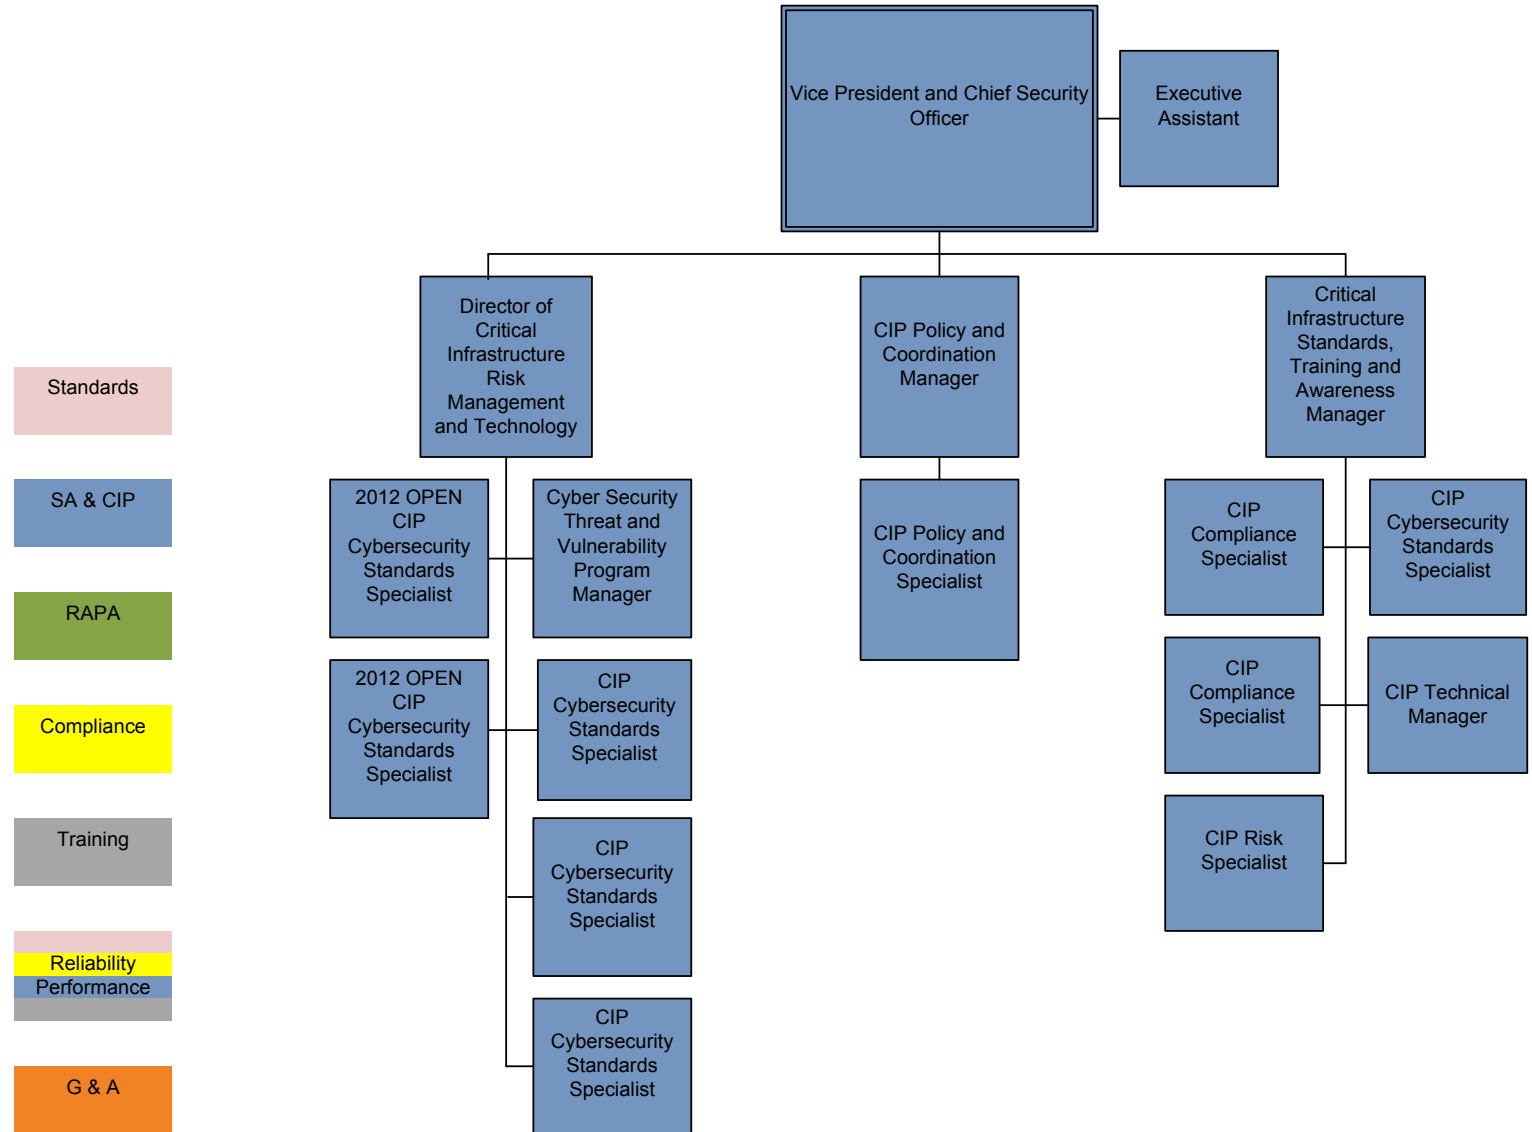 Vice President and Chief Security
Officer
Executive
Assistant
Director of
Critical
Infrastructure
Risk
Management
and Technology
CIP Policy and
Coordination
Manager
Critical
Infrastructure
Standards,
Training and
Awareness
Manager
2012 OPEN
CIP
Cybersecurity
Standards
Specialist
Cyber Security
Threat and
Vulnerability
Program
Manager
CIP Policy and
Coordination
Specialist
CIP
Compliance
Specialist
CIP
Cybersecurity
Standards
Specialist
2012 OPEN
CIP
Cybersecurity
Standards
Specialist
CIP
Cybersecurity
Standards
Specialist
CIP
Compliance
Specialist
CIP Technical
Manager
CIP
Cybersecurity
Standards
Specialist
CIP Risk
Specialist
CIP
Cybersecurity
Standards
Specialist
Standards
SA & CIP
RAPA
Compliance
Training
Reliability
Performance
G & A